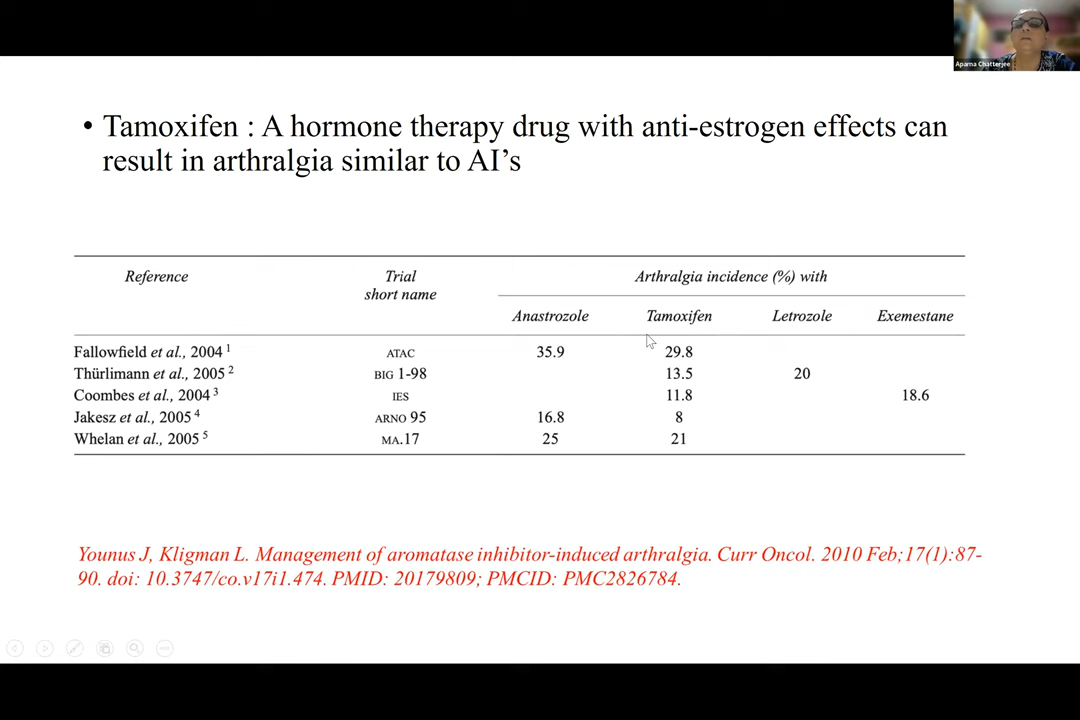 Aparna Chatterjee
• Tamoxifen : A hormone therapy drug with anti-estrogen effects can
result in arthralgia similar to AI’s
Reference Trial Arthralgia incidence (%) with
short name
Anastrozole Tamoxifen Letrozole Exemestane
Fallowfield et al., 2004 1 ATAC 35.9 29.8
Thürlimann et al., 2005 2 BIG 1-98 13.5 20
Coombes et al., 2004 3 IES 11.8 18.6
Jakesz et al., 2005 4 ARNO 95 16.8 8
Whelan et al., 2005 5 MA.17 25 21
Younus J, Kligman L. Management of aromatase inhibitor-induced arthralgia. Curr Oncol. 2010 Feb;17(1):87-
90. doi: 10.3747/co.v17i1.474. PMID: 20179809; PMCID: PMC2826784.